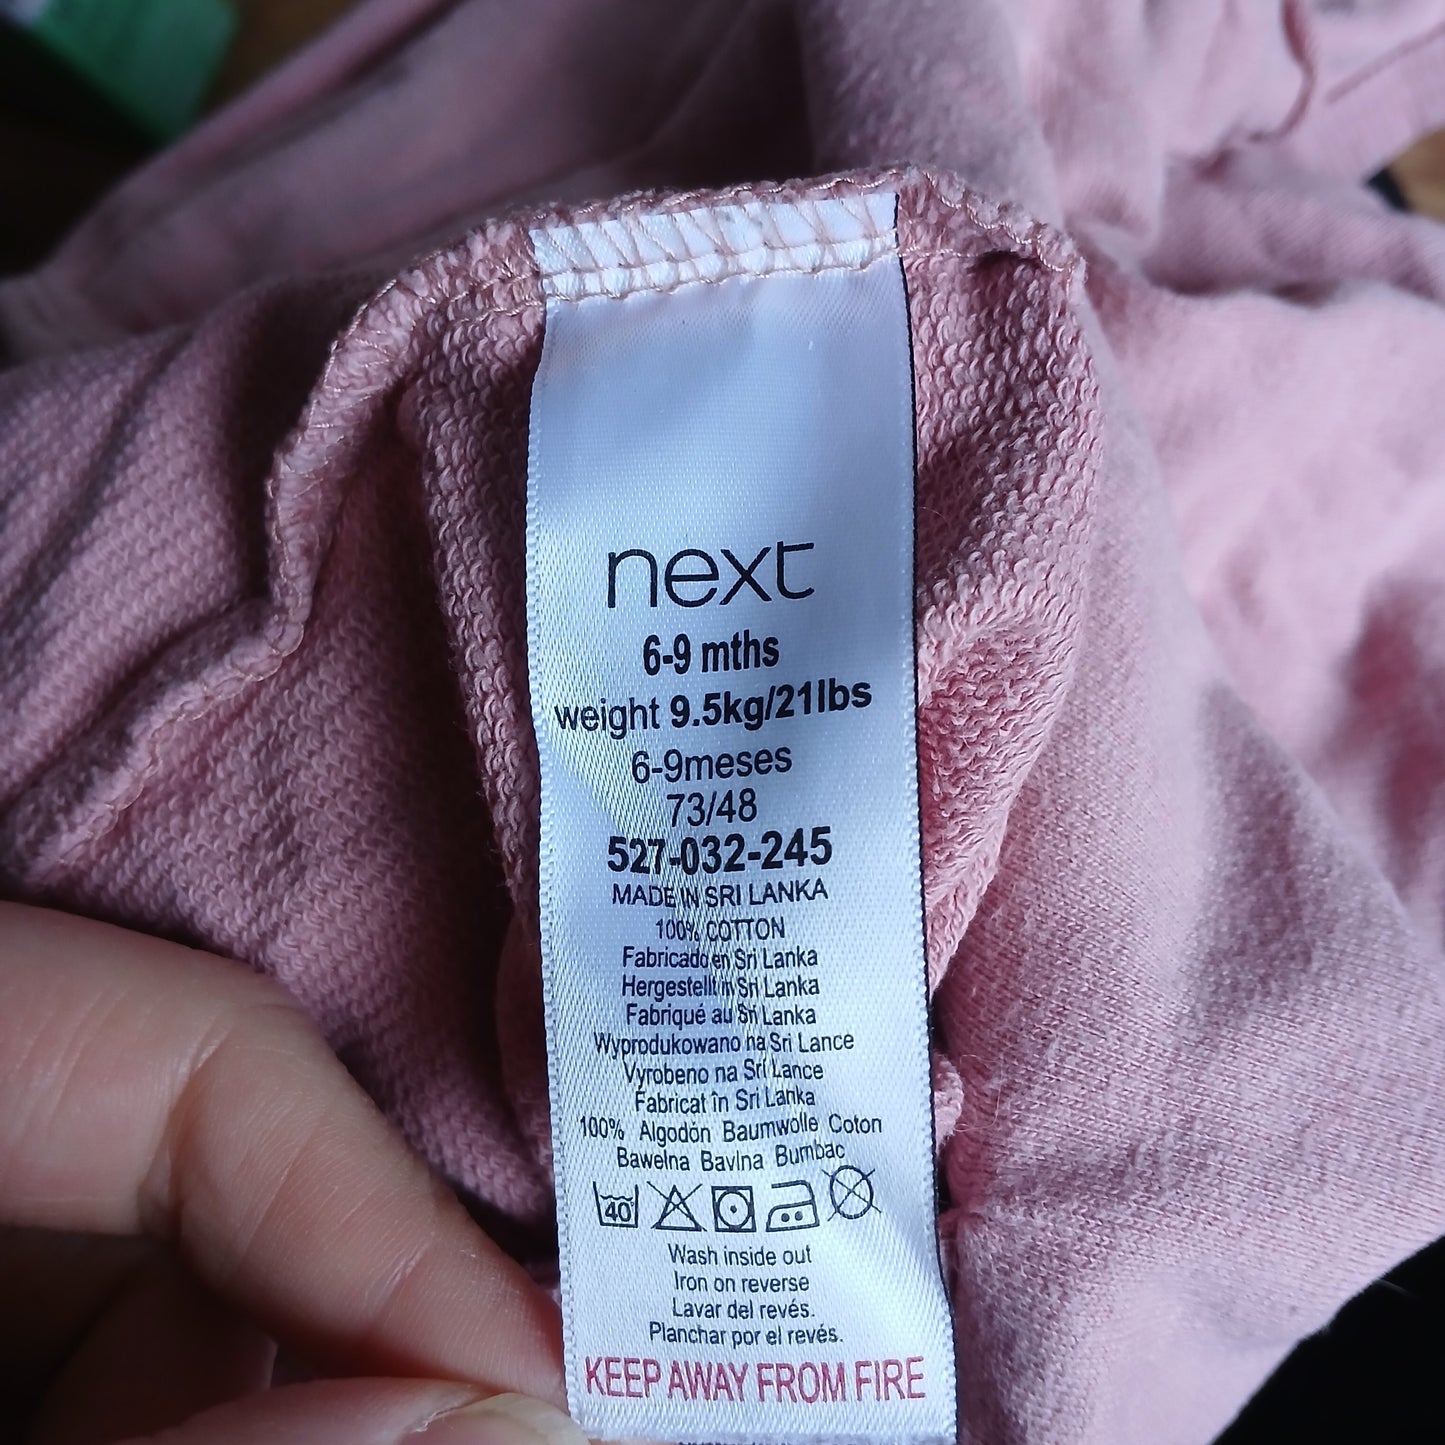 next
6-9 mths
weight 9.5kg/21lbs
6-9meses
73/48
527-032-245
MADE IN SRI LANKA
100% COTTON
Fabricado en Sri Lanka
Hergestellt in Sri Lanka
Fabriqué au Sri Lanka
Wyprodukowano na Sri Lance
Vyrobeno na Srí Lance
Fabricat în Sri Lanka
100% Algodón Baumwolle Coton
Bawełna Bavlna Bumbac
40
Wash inside out
Iron on reverse
Lavar del revés.
Planchar por el revés.
KEEP AWAY FROM FIRE